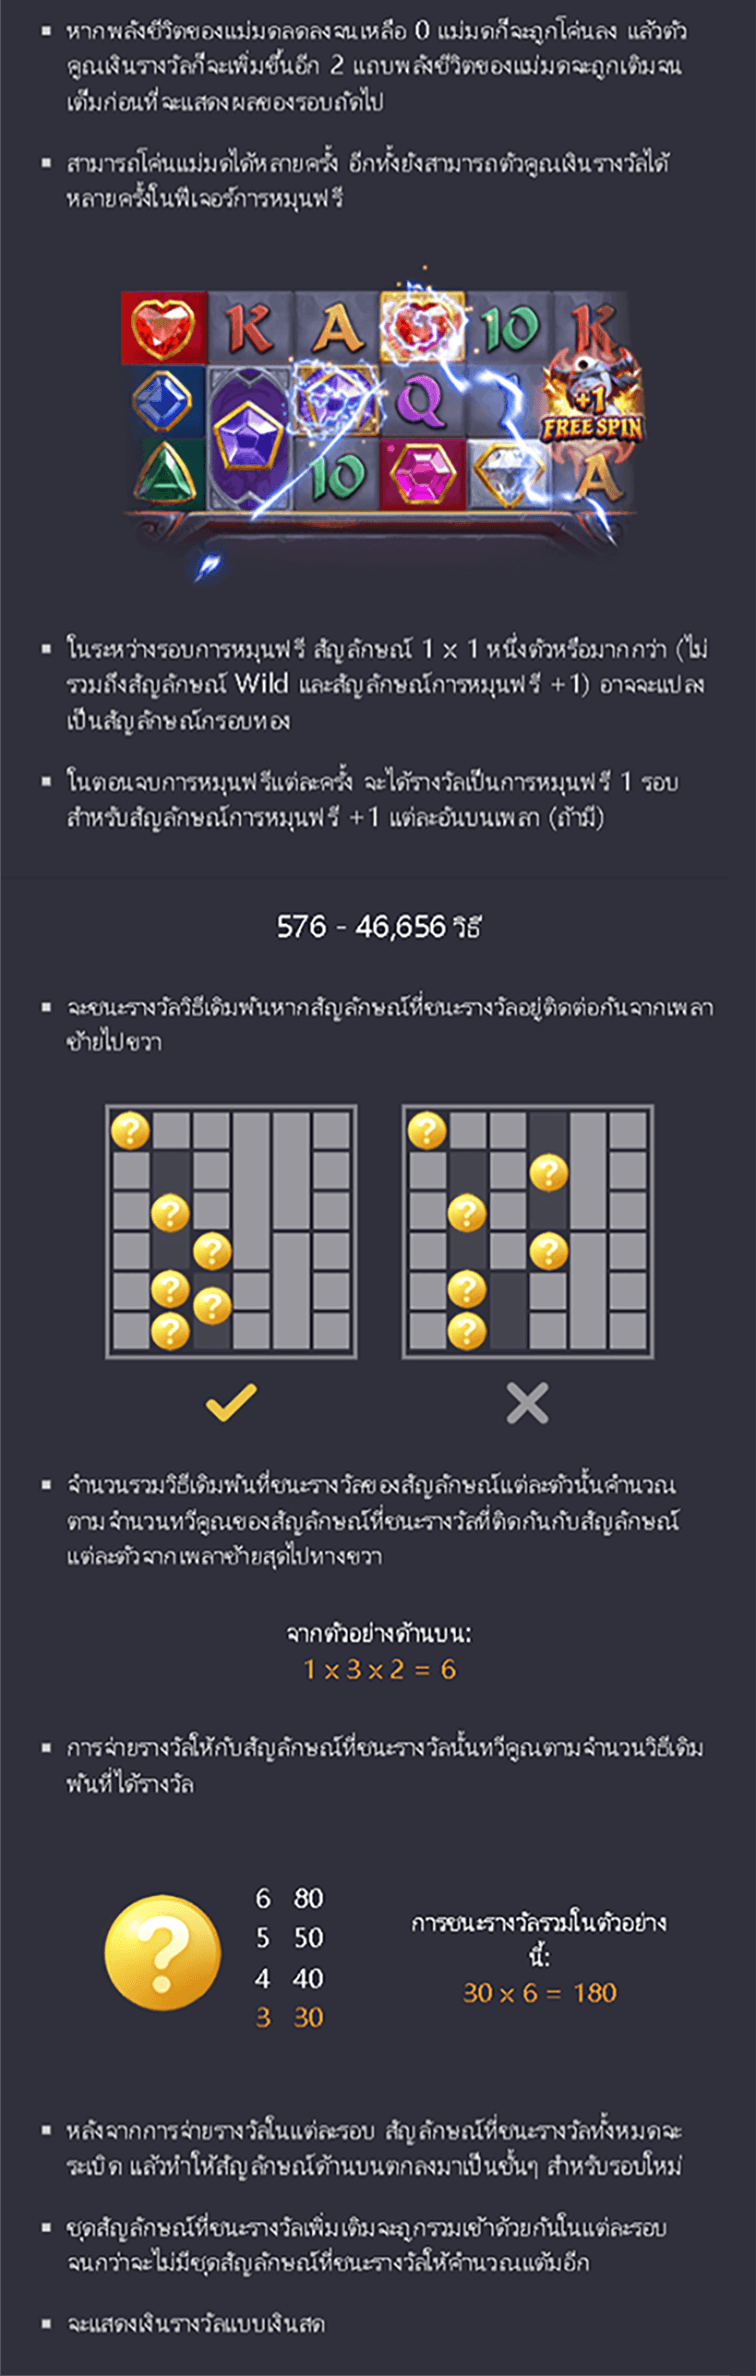 ▪ หากพลังชีวิตของแม่มดลดลงจนเหลือ 0 แม่มดก็จะถูกโค่นลง แล้วตัว
คูณเงินรางวัลก็จะเพิ่มขึ้นอีก 2 แถบพลังชีวิตของแม่มดจะถูกเติมจน
เต็มก่อนที่จะแสดงผลของรอบถัดไป
▪ สามารถโค่นแม่มดได้หลายครั้ง อีกทั้งยังสามารถตัวคูณเงินรางวัลได้
หลายครั้งในฟีเจอร์การหมุนฟรี
K A 10 K
Q
+1
FREE SPIN
10 A
▪ ในระหว่างรอบการหมุนฟรี สัญลักษณ์ 1 x 1 หนึ่งตัวหรือมากกว่า (ไม่
รวมถึงสัญลักษณ์ Wild และสัญลักษณ์การหมุนฟรี +1) อาจจะแปลง
เป็นสัญลักษณ์กรอบทอง
▪ ในตอนจบการหมุนฟรีแต่ละครั้ง จะได้รางวัลเป็นการหมุนฟรี 1 รอบ
สำหรับสัญลักษณ์การหมุนฟรี +1 แต่ละอันบนเพลา (ถ้ามี)
576 - 46,656 วิธี
▪ จะชนะรางวัลวิธีเดิมพันหากสัญลักษณ์ที่ชนะรางวัลอยู่ติดต่อกันจากเพลา
ซ้ายไปขวา
? ?
?
? ?
? ?
? ? ?
? ?
▪ จำนวนรวมวิธีเดิมพันที่ชนะรางวัลของสัญลักษณ์แต่ละตัวนั้นคำนวณ
ตามจำนวนทวีคูณของสัญลักษณ์ที่ชนะรางวัลที่ติดกันกับสัญลักษณ์
แต่ละตัวจากเพลาซ้ายสุดไปทางขวา
จากตัวอย่างด้านบน:
1 x 3 x 2 = 6
▪ การจ่ายรางวัลให้กับสัญลักษณ์ที่ชนะรางวัลนั้นทวีคูณตามจำนวนวิธีเดิม
พันที่ได้รางวัล
?
6 80
5 50
4 40
3 30
การชนะรางวัลรวมในตัวอย่าง
นี้:
30 x 6 = 180
▪ หลังจากการจ่ายรางวัลในแต่ละรอบ สัญลักษณ์ที่ชนะรางวัลทั้งหมดจะ
ระเบิด แล้วทำให้สัญลักษณ์ด้านบนตกลงมาเป็นชั้นๆ สำหรับรอบใหม่
▪ ชุดสัญลักษณ์ที่ชนะรางวัลเพิ่มเติมจะถูกรวมเข้าด้วยกันในแต่ละรอบ
จนกว่าจะไม่มีชุดสัญลักษณ์ที่ชนะรางวัลให้คำนวณแต้มอีก
▪ จะแสดงเงินรางวัลแบบเงินสด